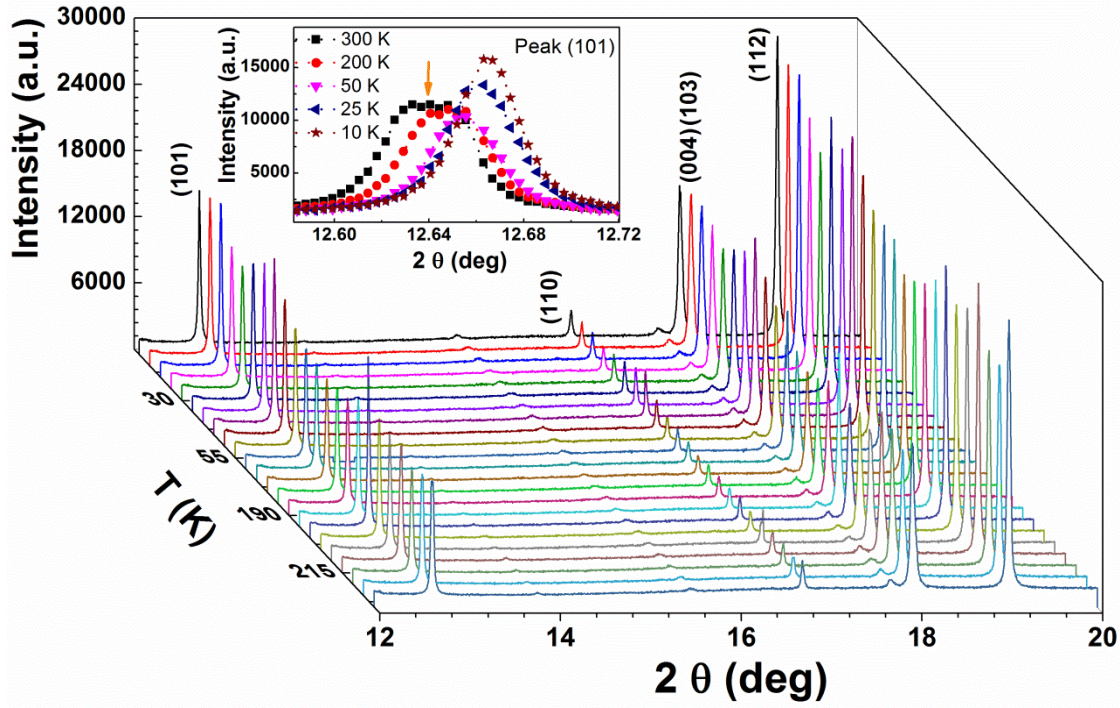 30000
24000
18000
12000
6000
Intensity (a.u.)
(101)
(110)
(004) (103)
(112)
300 K
200 K
50 K
25 K
10 K
Peak (101)
Intensity (a.u.)
15000
10000
5000
12.60 12.64 12.68 12.72
2 θ (deg)
30
55
190
215
T (K)
12 14 16 18 20
2 θ (deg)